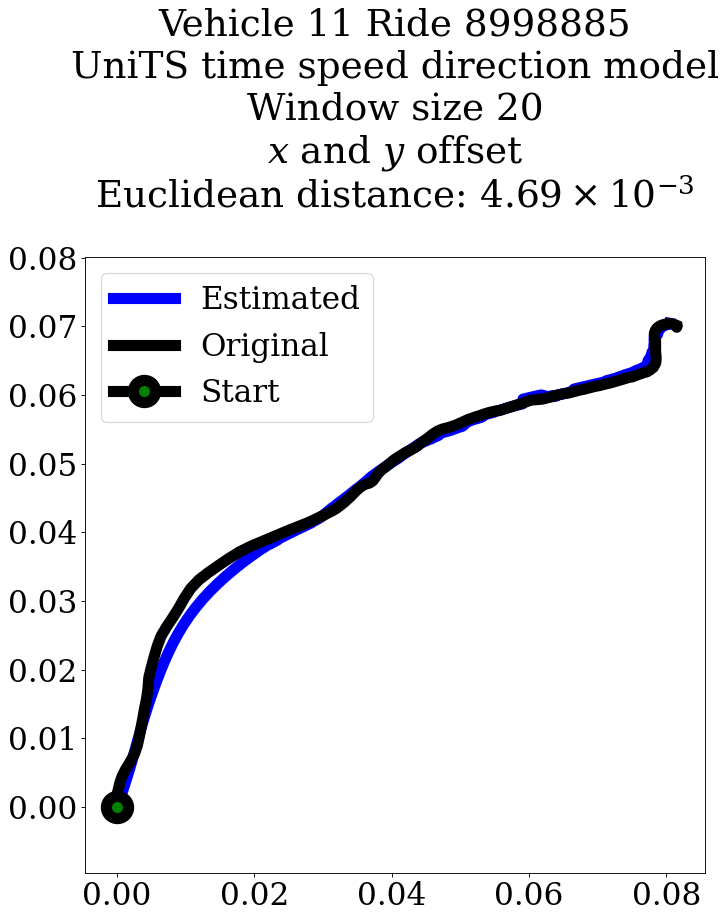 Vehicle 11 Ride 8998885
UniTS time speed direction model
Window size 20
x and y offset
Euclidean distance: 4.69 × 10⁻³
0.08
0.07
0.06
0.05
0.04
0.03
0.02
0.01
0.00
Estimated
Original
Start
0.00 0.02 0.04 0.06 0.08